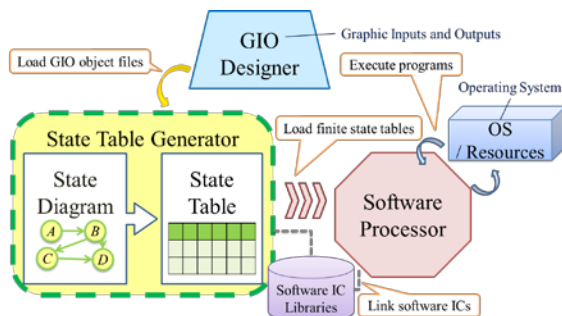 GIO
Designer
Graphic Inputs and Outputs
Load GIO object files
Execute programs
Operating System
OS
/ Resources
State Table Generator
Load finite state tables
State
Diagram
A
B
C
D
State
Table
Software
Processor
Software IC
Libraries
Link software ICs